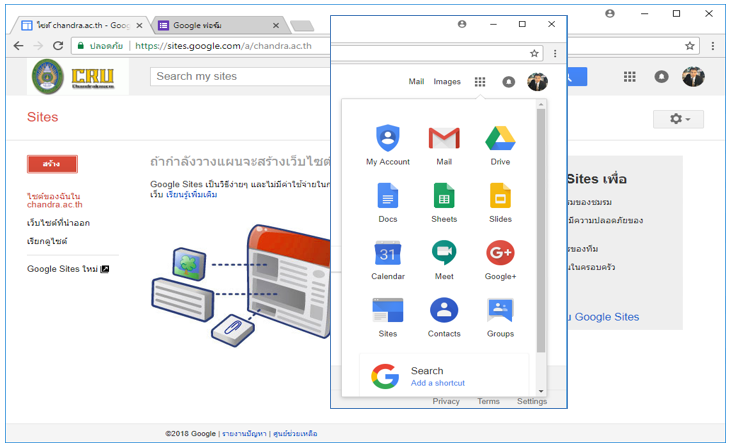 ไซต์ chandra.ac.th - Goog
Google ฟอร์ม
ปลอดภัย
https://sites.google.com/a/chandra.ac.th
CRU
Chandrakasem
Search my sites
Sites
สร้าง
ไซต์ของฉันใน
chandra.ac.th
เว็บไซต์ที่นำออก
เรียกดูไซต์
Google Sites ใหม่
ถ้ากำลังวางแผนจะสร้างเว็บไซต์
Google Sites เป็นวิธีง่ายๆ และไม่มีค่าใช้จ่ายใน
เว็บ เรียนรู้เพิ่มเติม
Mail Images
My Account Mail Drive
Docs Sheets Slides
31
Calendar Meet Google+
Sites Contacts Groups
Search
Add a shortcut
Privacy Terms Settings
Sites เพื่อ
รมของชมรม
มีความปลอดภัยของ
รของทีม
นในครอบครัว
น Google Sites
©2018 Google | รายงานปัญหา | ศูนย์ช่วยเหลือ